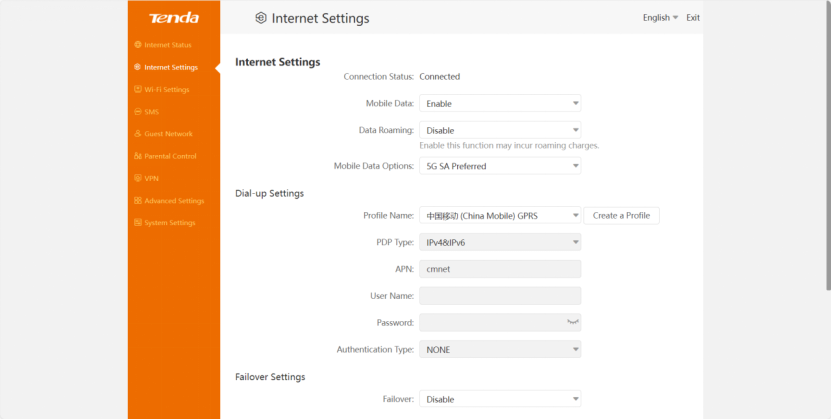 Tenda
Internet Settings
English
Exit
Internet Status
Internet Settings
Wi-Fi Settings
SMS
Guest Network
Parental Control
VPN
Advanced Settings
System Settings
Internet Settings
Connection Status: Connected
Mobile Data: Enable
Data Roaming: Disable
Enable this function may incur roaming charges.
Mobile Data Options: 5G SA Preferred
Dial-up Settings
Profile Name: 中国移动 (China Mobile) GPRS Create a Profile
PDP Type: IPv4&IPv6
APN: cmnet
User Name:
Password:
Authentication Type: NONE
Failover Settings
Failover: Disable